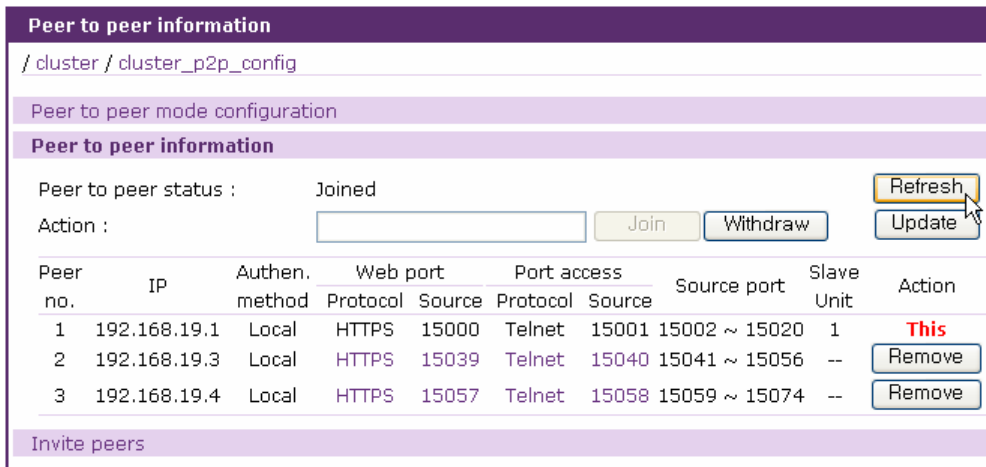 Peer to peer information
/ cluster / cluster_p2p_config
Peer to peer mode configuration
Peer to peer information
Peer to peer status : Joined Refresh
Action : Join Withdraw Update
Peer no. IP Authen. method Web port Protocol Source Port access Protocol Source Source port Slave Unit Action
1 192.168.19.1 Local HTTPS 15000 Telnet 15001 15002 ~ 15020 1 This
2 192.168.19.3 Local HTTPS 15039 Telnet 15040 15041 ~ 15056 -- Remove
3 192.168.19.4 Local HTTPS 15057 Telnet 15058 15059 ~ 15074 -- Remove
Invite peers